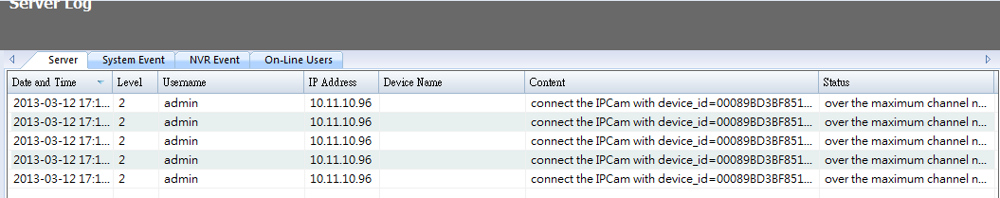 Server Log
Server System Event NVR Event On-Line Users
Date and Time Level Username IP Address Device Name Content Status
2013-03-12 17:1... 2 admin 10.11.10.96 connect the IPCam with device_id=00089BD3BF851... over the maximum channel n...
2013-03-12 17:1... 2 admin 10.11.10.96 connect the IPCam with device_id=00089BD3BF851... over the maximum channel n...
2013-03-12 17:1... 2 admin 10.11.10.96 connect the IPCam with device_id=00089BD3BF851... over the maximum channel n...
2013-03-12 17:1... 2 admin 10.11.10.96 connect the IPCam with device_id=00089BD3BF851... over the maximum channel n...
2013-03-12 17:1... 2 admin 10.11.10.96 connect the IPCam with device_id=00089BD3BF851... over the maximum channel n...